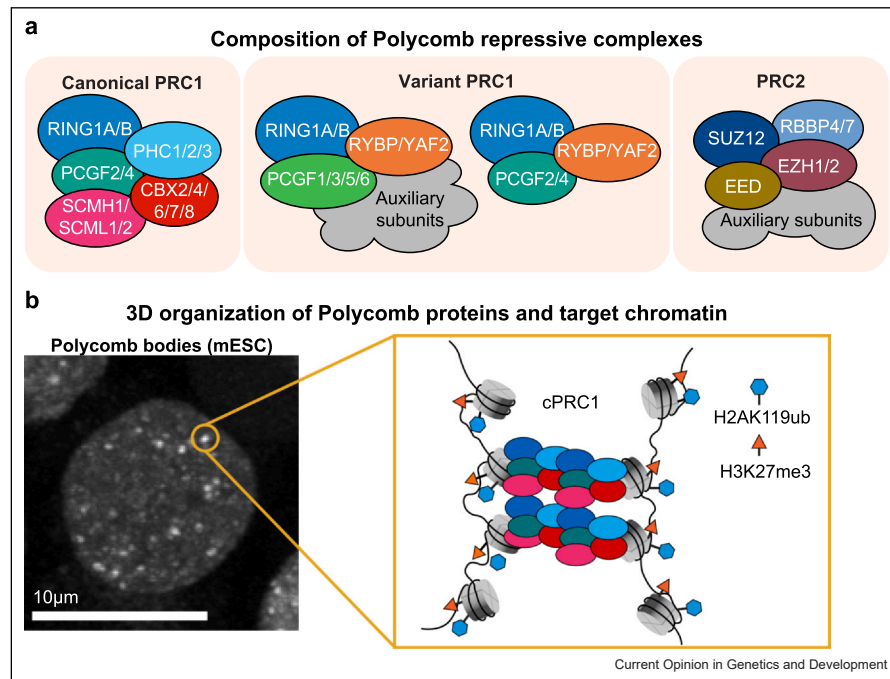 a
Composition of Polycomb repressive complexes
Canonical PRC1
RING1A/B
PHC1/2/3
PCGF2/4
CBX2/4/
6/7/8
SCMH1/
SCML1/2
Variant PRC1
RING1A/B
RYBP/YAF2
PCGF1/3/5/6
Auxiliary
subunits
RING1A/B
RYBP/YAF2
PCGF2/4
PRC2
SUZ12
RBBP4/7
EZH1/2
EED
Auxiliary subunits
b
3D organization of Polycomb proteins and target chromatin
Polycomb bodies (mESC)
10μm
cPRC1
H2AK119ub
H3K27me3
Current Opinion in Genetics and Development